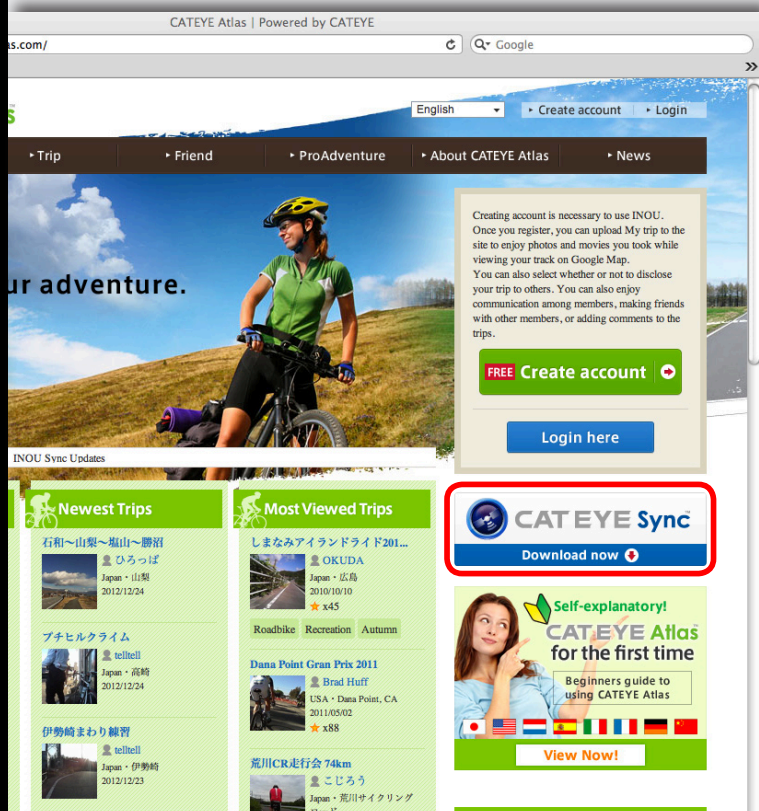 CATEYE Atlas | Powered by CATEYE
as.com/
Google
»
English
Create account
Login
Trip
Friend
ProAdventure
About CATEYE Atlas
News
ur adventure.
Creating account is necessary to use INOU.
Once you register, you can upload My trip to the
site to enjoy photos and movies you took while
viewing your track on Google Map.
You can also select whether or not to disclose
your trip to others. You can also enjoy
communication among members, making friends
with other members, or adding comments to the
trips.
FREE Create account
Login here
INOU Sync Updates
Newest Trips
石和〜山梨〜塩山〜勝沼
ひろっぱ
Japan・山梨
2012/12/24
プチヒルクライム
telltell
Japan・高崎
2012/12/24
伊勢崎まわり練習
telltell
Japan・伊勢崎
2012/12/23
Most Viewed Trips
しまなみアイランドライド201...
OKUDA
Japan・広島
2010/10/10
★ x45
Roadbike Recreation Autumn
Dana Point Gran Prix 2011
Brad Huff
USA・Dana Point, CA
2011/05/02
★ x88
荒川CR走行会 74km
こじろう
Japan・荒川サイクリング
CATEYE Sync™
Download now
Self-explanatory!
CATEYE Atlas™
for the first time
Beginners guide to
using CATEYE Atlas
View Now!